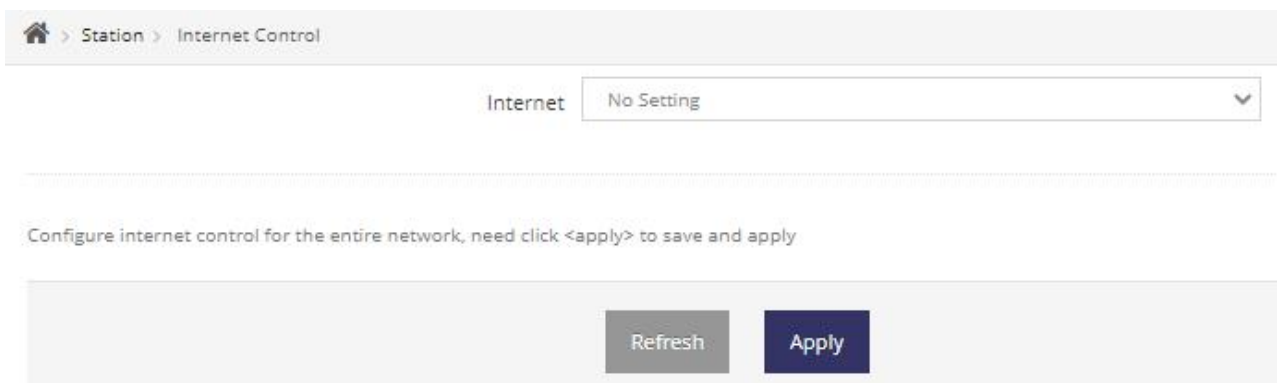 > Station > Internet Control
Internet No Setting
Configure internet control for the entire network, need click <apply> to save and apply
Refresh Apply